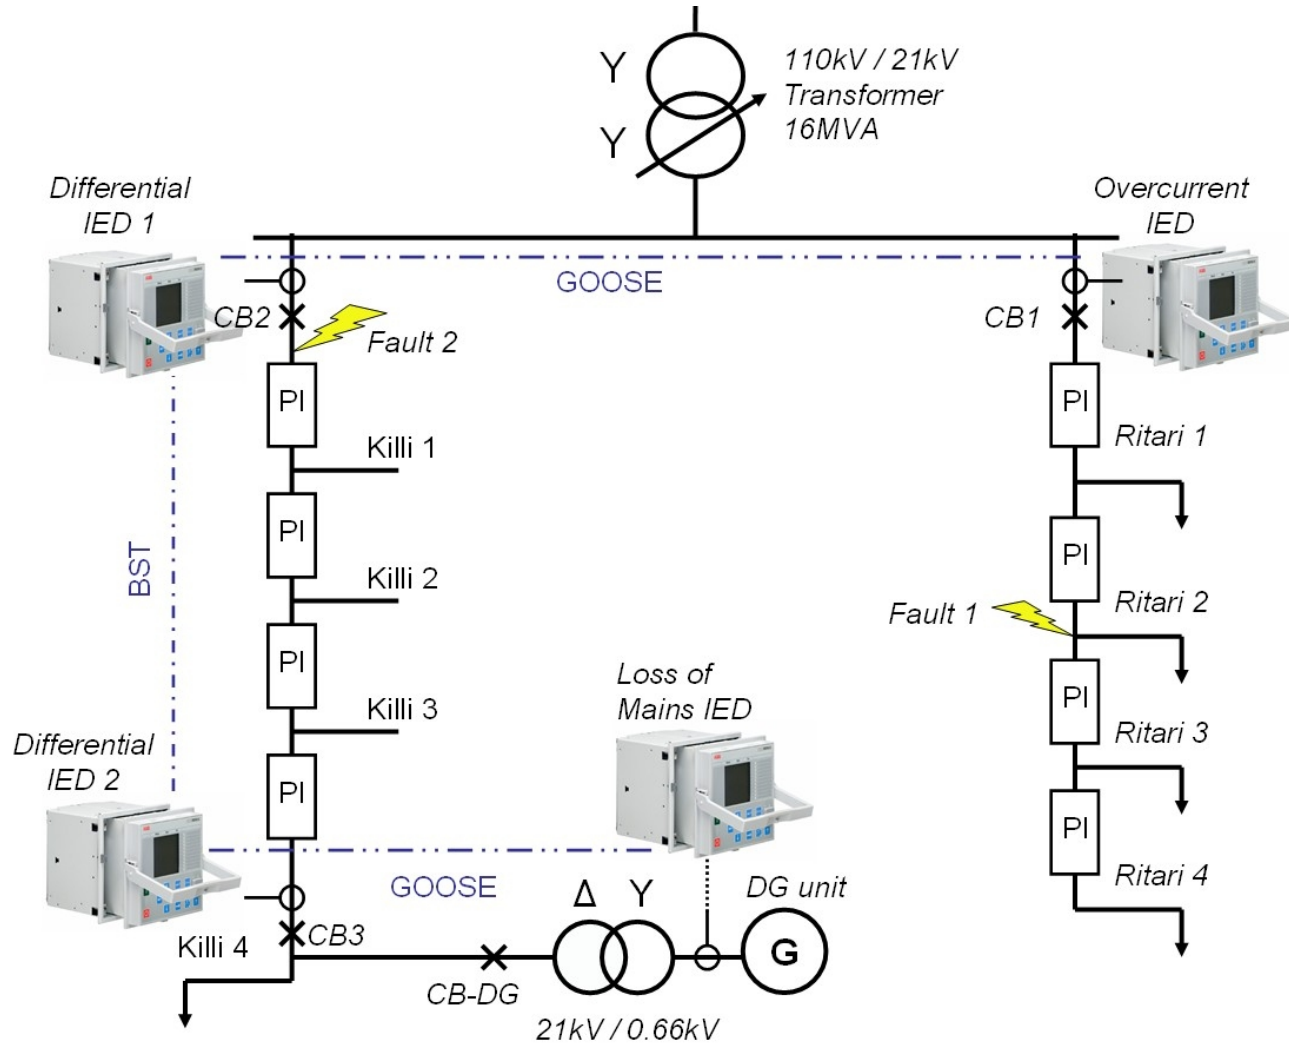 Y
Y
110kV / 21kV
Transformer
16MVA
Differential
IED 1
Overcurrent
IED
GOOSE
CB2
Fault 2
CB1
PI
PI
Killi 1
Ritari 1
PI
PI
BST
Killi 2
Ritari 2
Fault 1
PI
PI
Killi 3
Ritari 3
Loss of
Mains IED
Differential
IED 2
PI
PI
GOOSE
Ritari 4
Δ
Y
DG unit
Killi 4
CB3
G
CB-DG
21kV / 0.66kV